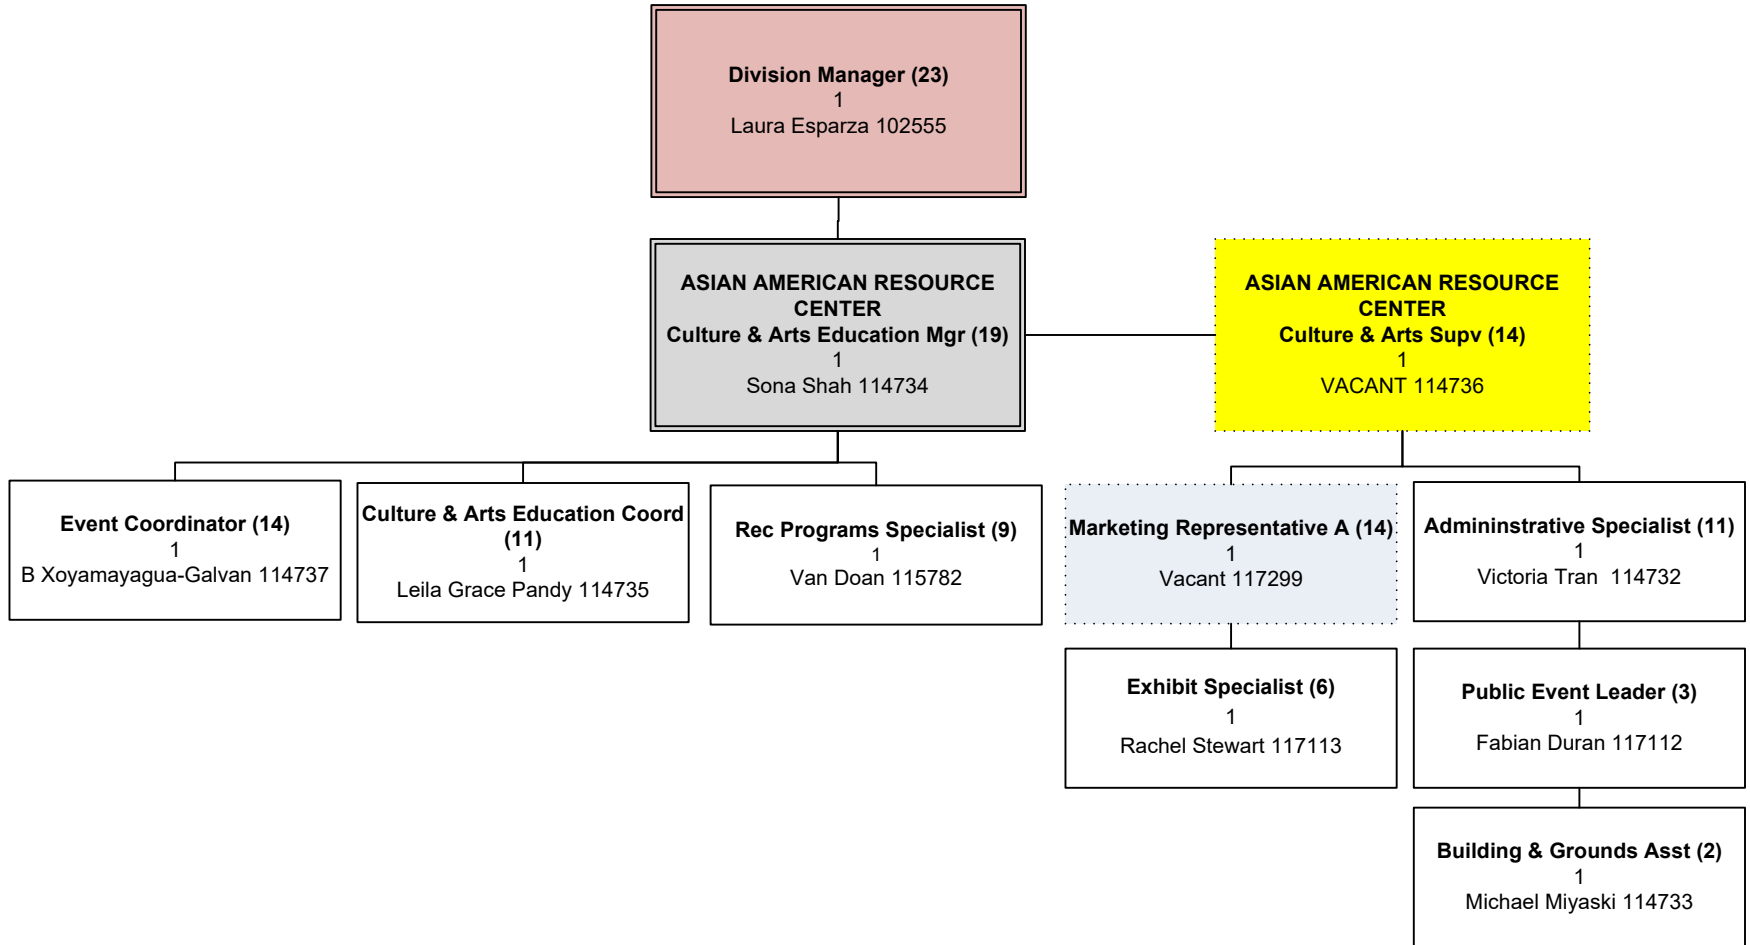 Division Manager (23)
1
Laura Esparza 102555
ASIAN AMERICAN RESOURCE
CENTER
Culture & Arts Education Mgr (19)
1
Sona Shah 114734
ASIAN AMERICAN RESOURCE
CENTER
Culture & Arts Supv (14)
1
VACANT 114736
Event Coordinator (14)
1
B Xoyamayagua-Galvan 114737
Culture & Arts Education Coord
(11)
1
Leila Grace Pandy 114735
Rec Programs Specialist (9)
1
Van Doan 115782
Marketing Representative A (14)
1
Vacant 117299
Admininstrative Specialist (11)
1
Victoria Tran 114732
Exhibit Specialist (6)
1
Rachel Stewart 117113
Public Event Leader (3)
1
Fabian Duran 117112
Building & Grounds Asst (2)
1
Michael Miyaski 114733